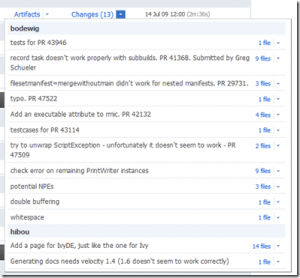 Artifacts Changes (13) 14 Jul 09 12:00 (2m:36s)
bodewig
tests for PR 43946 1 file
record task doesn't work properly with subbuilds. PR 41368. Submitted by Greg 9 files
Schueler
filesetmanifest=mergewithoutmain didn't work for nested manifests. PR 29731. 3 files
typo. PR 47522 1 file
Add an executable attribute to rmic. PR 42132 4 files
testcases for PR 43114 1 file
try to unwrap ScriptException - unfortunately it doesn't seem to work - PR 2 files
47509
check error on remaining PrintWriter instances 9 files
potential NPEs 3 files
double buffering 1 file
whitespace 1 file
hibou
Add a page for IvyDE, just like the one for Ivy 14 files
Generating docs needs velocity 1.4 (1.6 doesn't seem to work correctly) 1 file